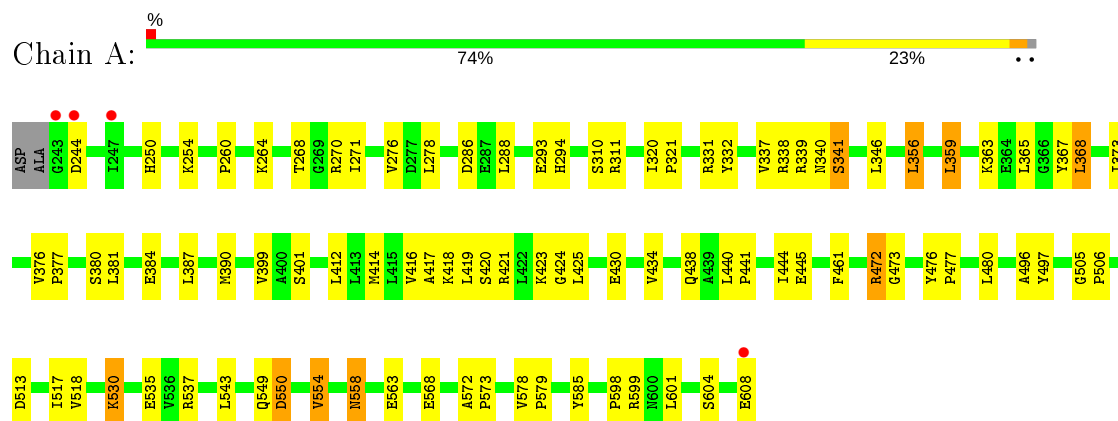 %
Chain A:
74% 23% • •
ASP ALA G243 D244 I247 H250 K254 P260 K264 T268 G269 R270 I271 V276 D277 L278 D286 E287 L288 E293 H294 S310 R311 I320 P321 R331 Y332 V337 R338 R339 N340 S341 L346 L356 L359 K363 E364 L365 G366 Y367 L368 I373
V376 P377 S380 L381 E384 L387 M390 V399 A400 S401 L412 L413 M414 L415 V416 A417 K418 L419 S420 R421 L422 K423 G424 L425 E430 V434 Q438 A439 L440 P441 I444 E445 F461 R472 G473 Y476 P477 L480 A496 Y497 G505 P506
D513 I517 V518 K530 E535 V536 R537 L543 Q549 D550 V554 N558 E563 E568 A572 P573 V578 P579 Y585 P598 R599 N600 L601 S604 E608